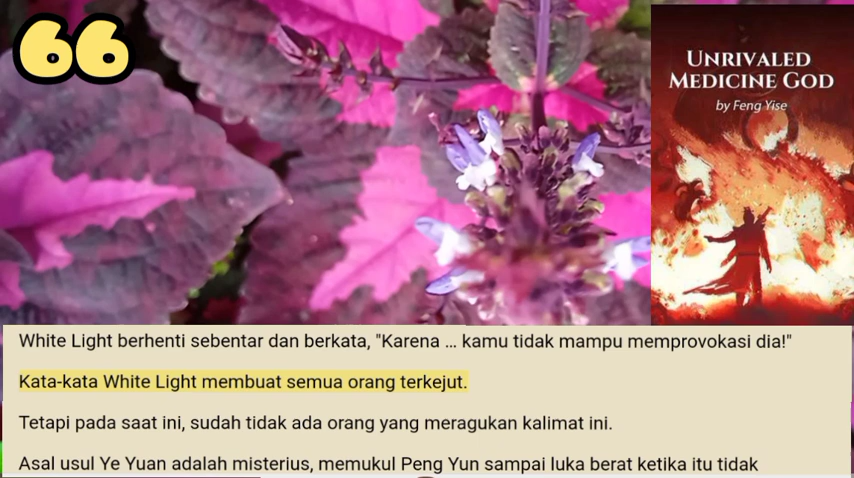 66
UNRIVALED
MEDICINE GOD
by Feng Yise
White Light berhenti sebentar dan berkata, "Karena ... kamu tidak mampu memprovokasi dia!"
Kata-kata White Light membuat semua orang terkejut.
Tetapi pada saat ini, sudah tidak ada orang yang meragukan kalimat ini.
Asal usul Ye Yuan adalah misterius, memukul Peng Yun sampai luka berat ketika itu tidak